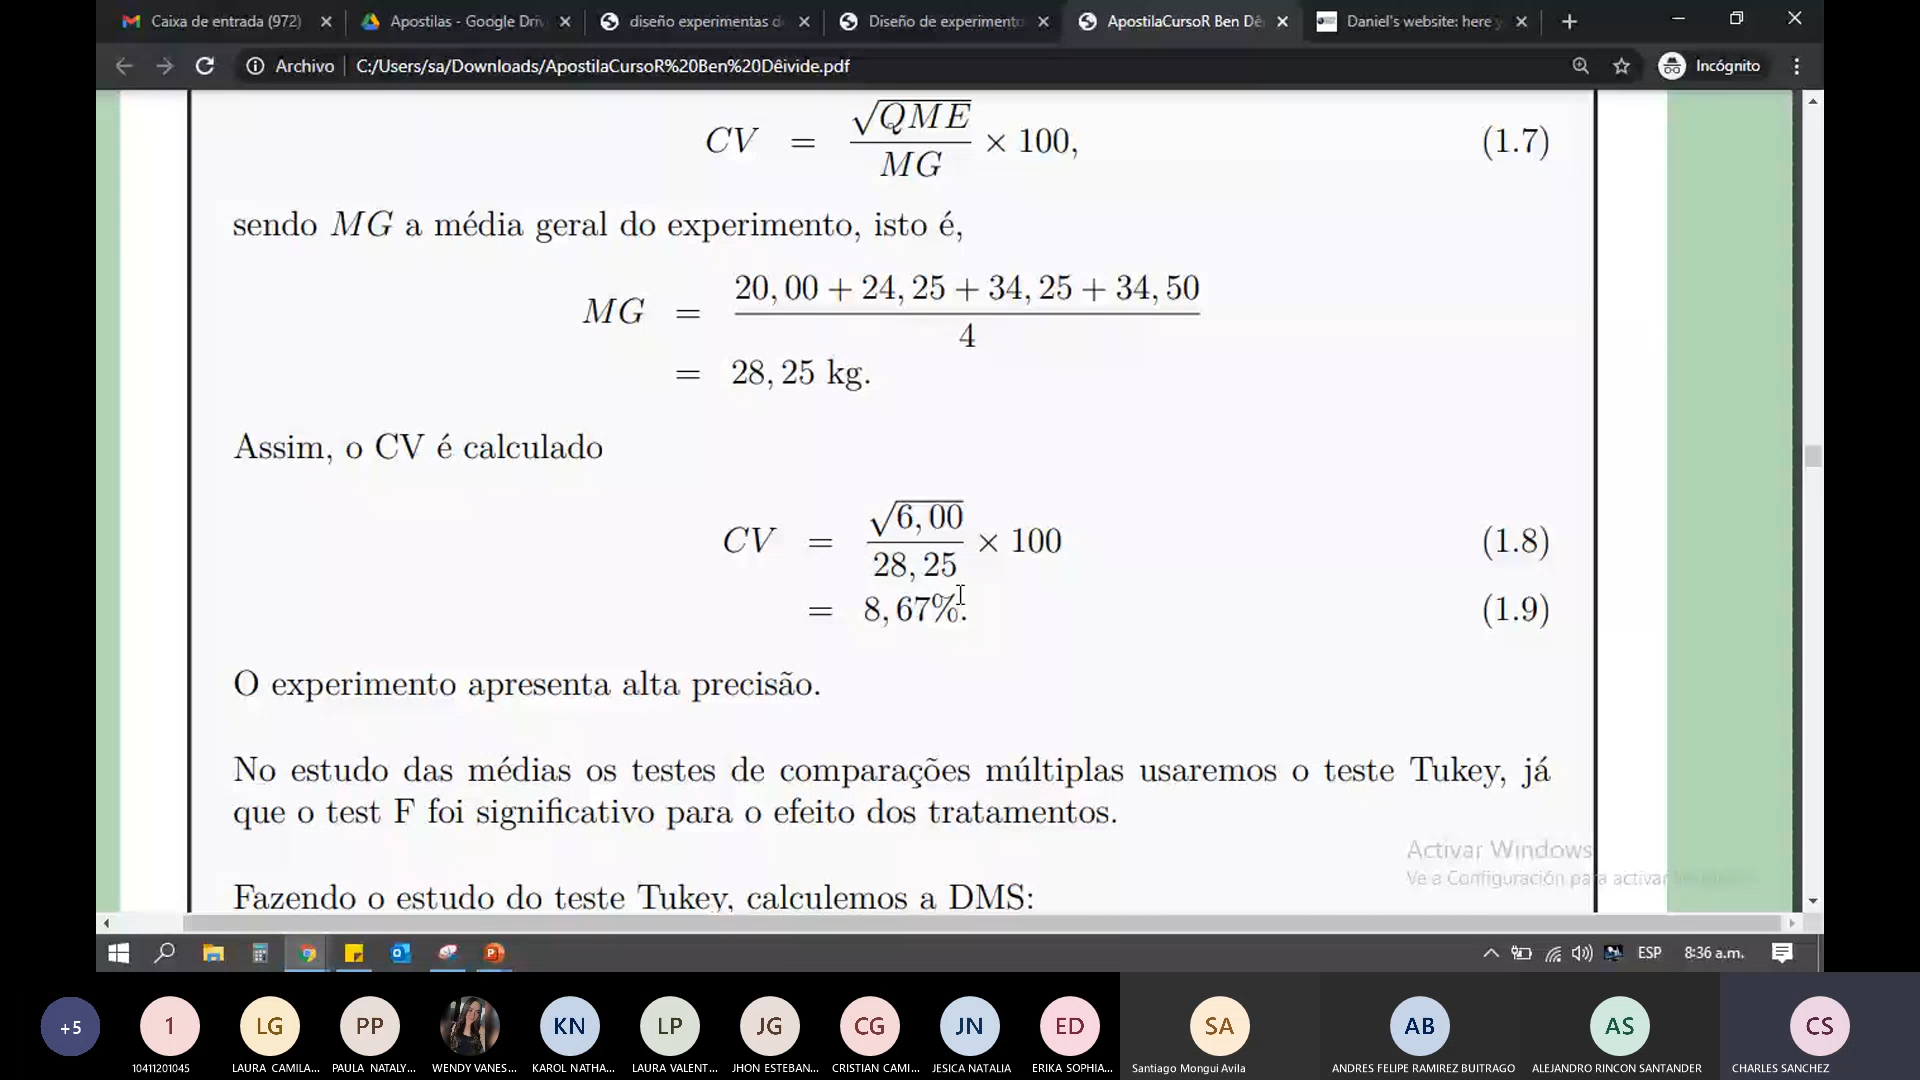 Caixa de entrada (972)
Apostilas - Google Driv
diseño experimentas d
Diseño de experimento
ApostilaCursoR Ben Dê
Daniel's website: here y
Archivo | C:/Users/sa/Downloads/ApostilaCursoR%20Ben%20Dêivide.pdf
Incógnito
CV = √QME / MG × 100, (1.7)
sendo MG a média geral do experimento, isto é,
MG = 20,00 + 24,25 + 34,25 + 34,50 / 4
= 28,25 kg.
Assim, o CV é calculado
CV = √6,00 / 28,25 × 100 (1.8)
= 8,67%. (1.9)
O experimento apresenta alta precisão.
No estudo das médias os testes de comparações múltiplas usaremos o teste Tukey, já
que o test F foi significativo para o efeito dos tratamentos.
Activar Windows
Ve a Configuración para activar
Fazendo o estudo do teste Tukey, calculemos a DMS:
ESP 8:36 a.m.
+5 1 LG PP KN LP JG CG JN ED SA AB AS CS
10411201045 LAURA CAMILA... PAULA NATALY... WENDY VANES... KAROL NATHA... LAURA VALENT... JHON ESTEBAN... CRISTIAN CAMI... JESICA NATALIA ERIKA SOPHIA... Santiago Mongui Avila ANDRES FELIPE RAMIREZ BUITRAGO ALEJANDRO RINCON SANTANDER CHARLES SANCHEZ